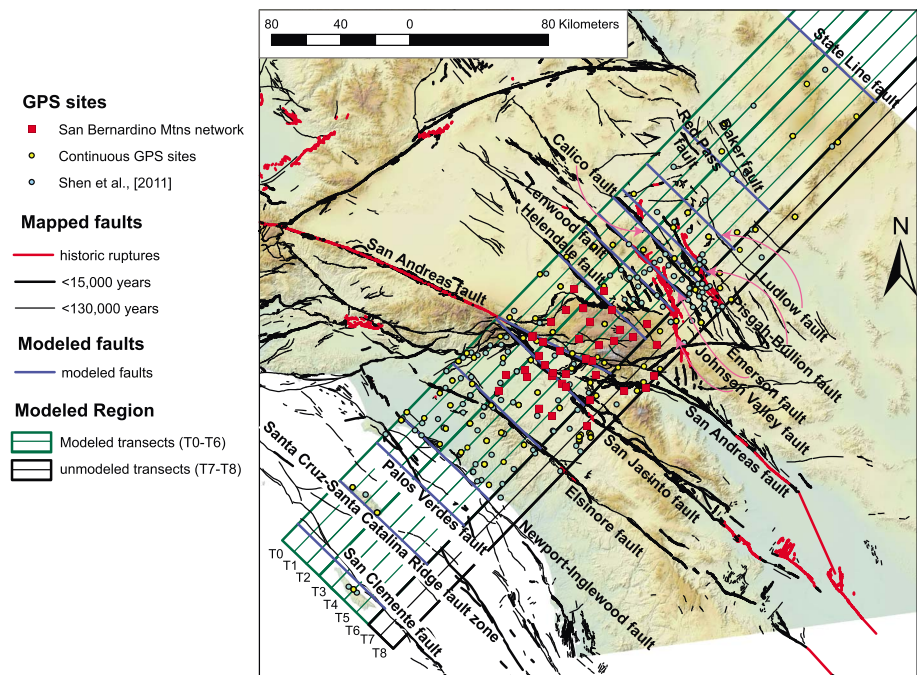 80 40 0 80 Kilometers
GPS sites
San Bernardino Mtns network
Continuous GPS sites
Shen et al., [2011]
Mapped faults
historic ruptures
<15,000 years
<130,000 years
Modeled faults
modeled faults
Modeled Region
Modeled transects (T0-T6)
unmodeled transects (T7-T8)
State Line fault
Baker fault
Red Pass
fault
Calico fault
Lenwood fault
Helendale fault
N
San Andreas fault
Ludlow fault
Pisgah-Bullion fault
Emerson fault
Johnson Valley fault
San Andreas fault
San Jacinto fault
Elsinore fault
Newport-Inglewood fault
Palos Verdes fault
Santa Cruz-Santa Catalina Ridge fault zone
San Clemente fault
T0
T1
T2
T3
T4
T5
T6
T7
T8